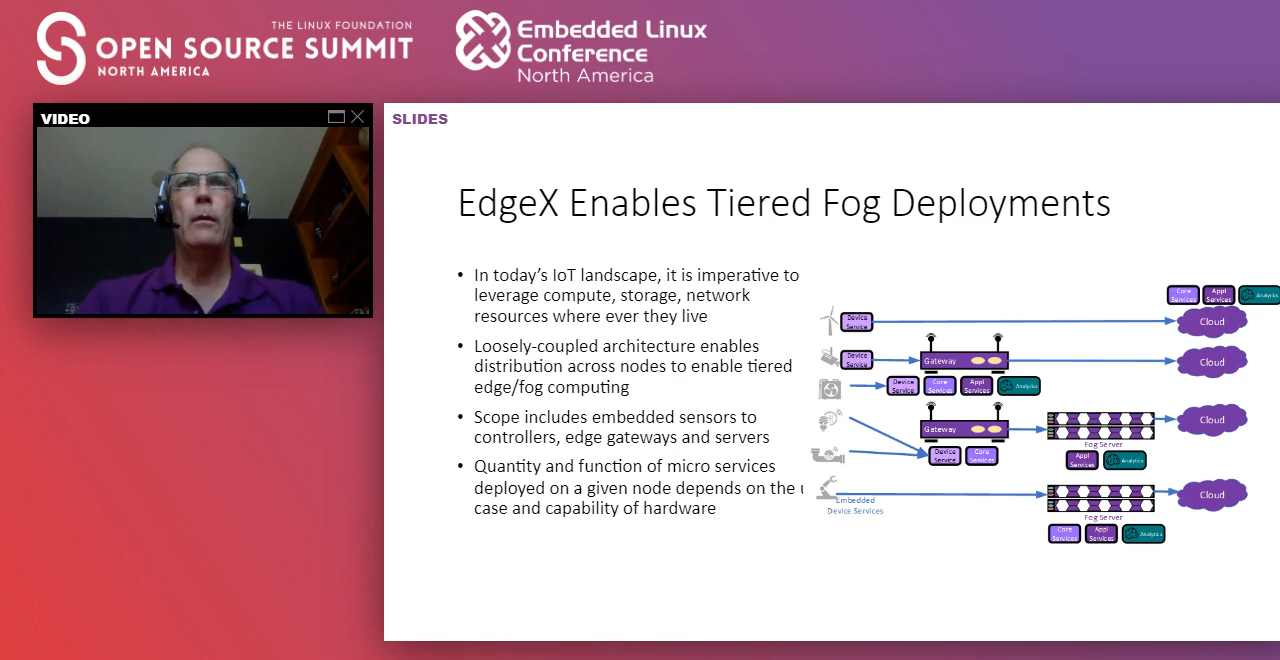 THE LINUX FOUNDATION
OPEN SOURCE SUMMIT
NORTH AMERICA
Embedded Linux
Conference
North America
VIDEO
SLIDES
EdgeX Enables Tiered Fog Deployments
• In today's IoT landscape, it is imperative to
leverage compute, storage, network
resources where ever they live
• Loosely-coupled architecture enables
distribution across nodes to enable tiered
edge/fog computing
• Scope includes embedded sensors to
controllers, edge gateways and servers
• Quantity and function of micro services
deployed on a given node depends on the
case and capability of hardware
Core
Services
Appl
Services
Analytics
Device
Service
Cloud
Device
Service
Gateway
Cloud
Device
Service
Core
Services
Appl
Services
Analytics
Gateway
Cloud
Fog Server
Device
Service
Core
Services
Appl
Services
Analytics
Embedded
Device Services
Cloud
Fog Server
Core
Services
Appl
Services
Analytics